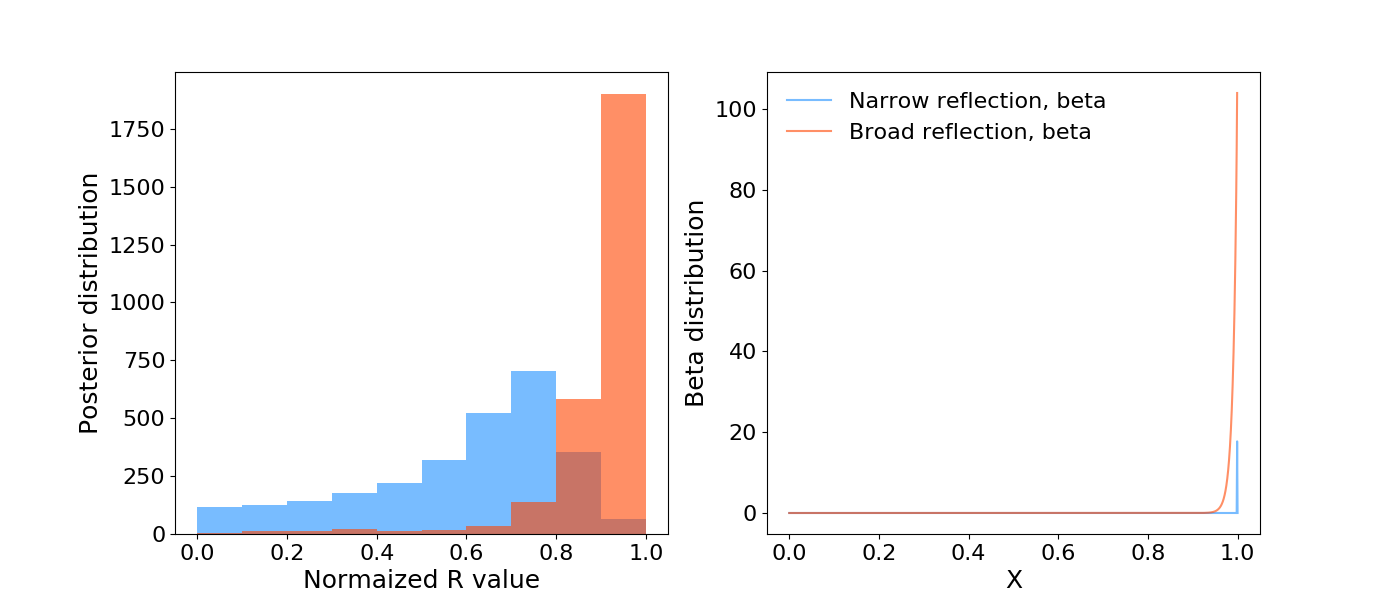 1750
1500
1250
1000
750
500
250
0
Posterior distribution
0.0 0.2 0.4 0.6 0.8 1.0
Normaized R value
100
80
60
40
20
0
Beta distribution
Narrow reflection, beta
Broad reflection, beta
0.0 0.2 0.4 0.6 0.8 1.0
X